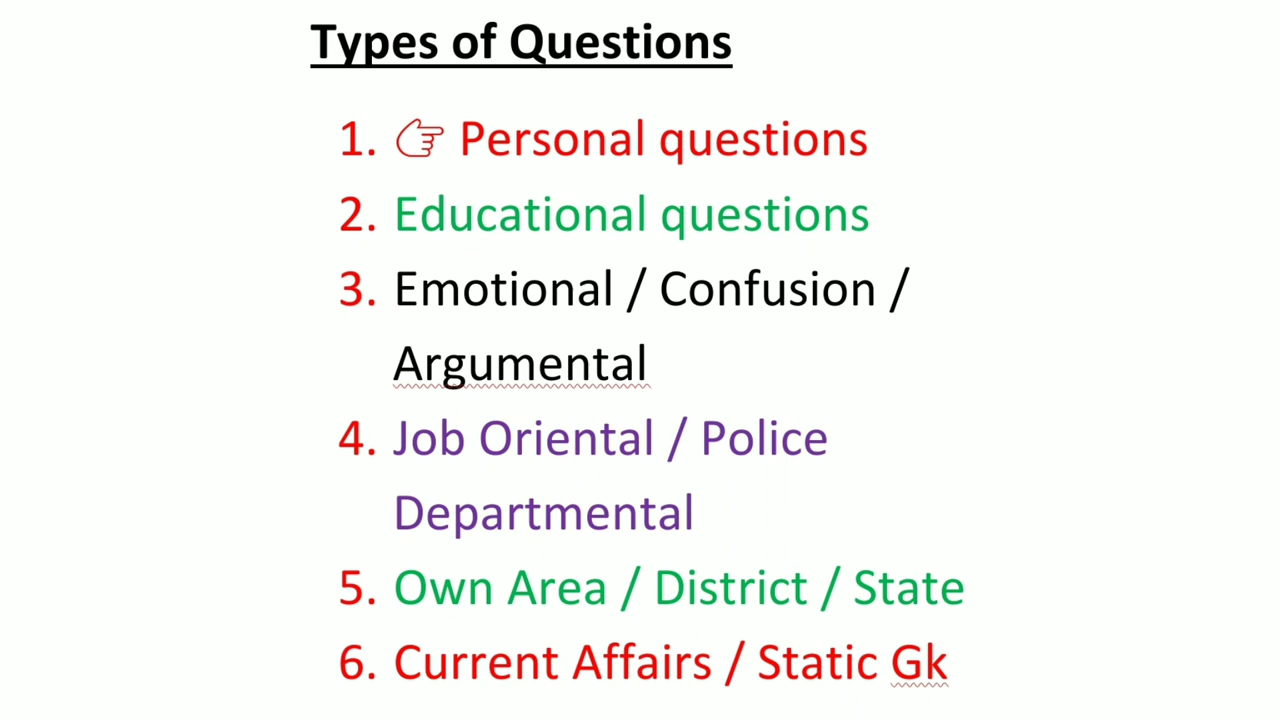 Types of Questions
1. 👉 Personal questions
2. Educational questions
3. Emotional / Confusion /
Argumental
4. Job Oriental / Police
Departmental
5. Own Area / District / State
6. Current Affairs / Static Gk